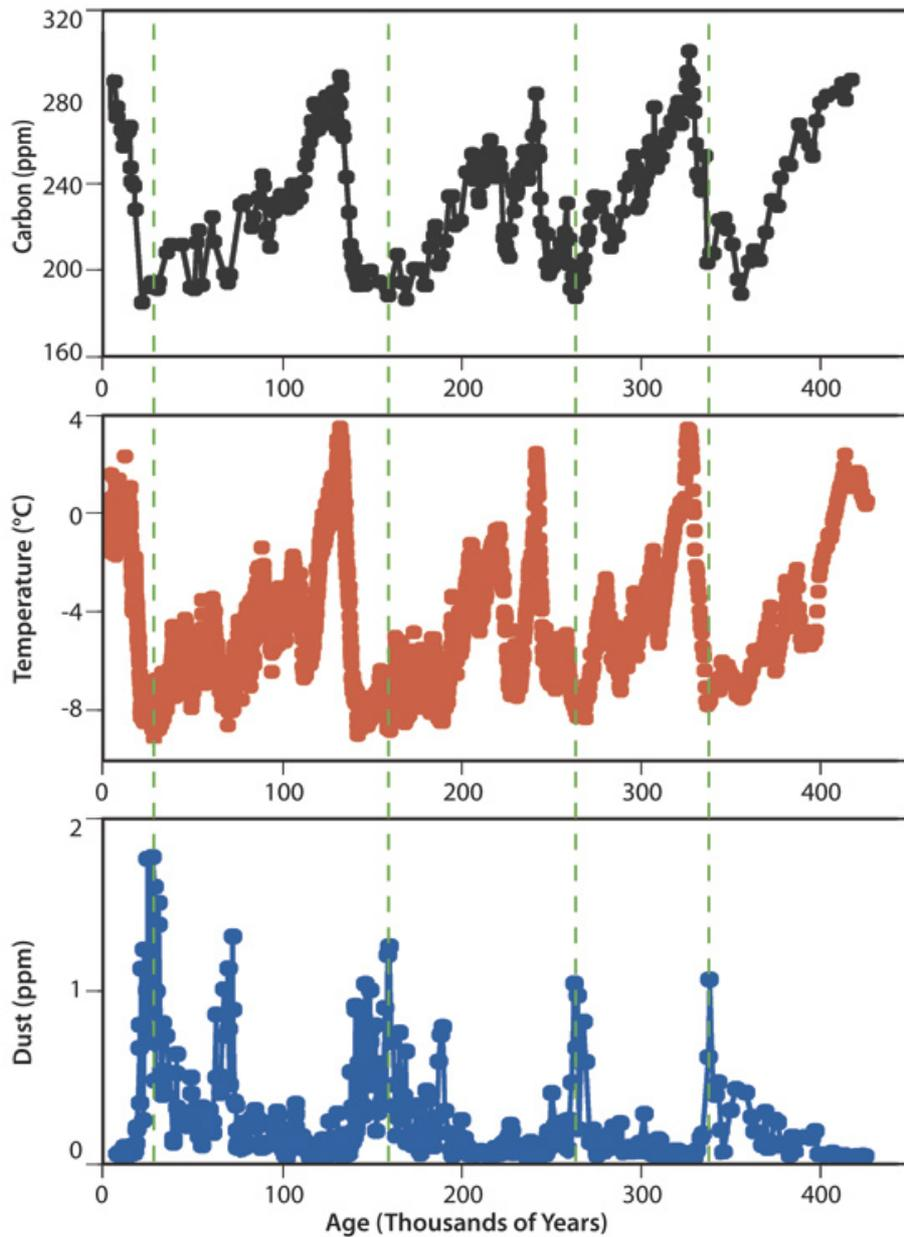 320
280
240
200
160
Carbon (ppm)
0 100 200 300 400
4
0
-4
-8
Temperature (°C)
0 100 200 300 400
2
1
0
Dust (ppm)
0 100 200 300 400
Age (Thousands of Years)